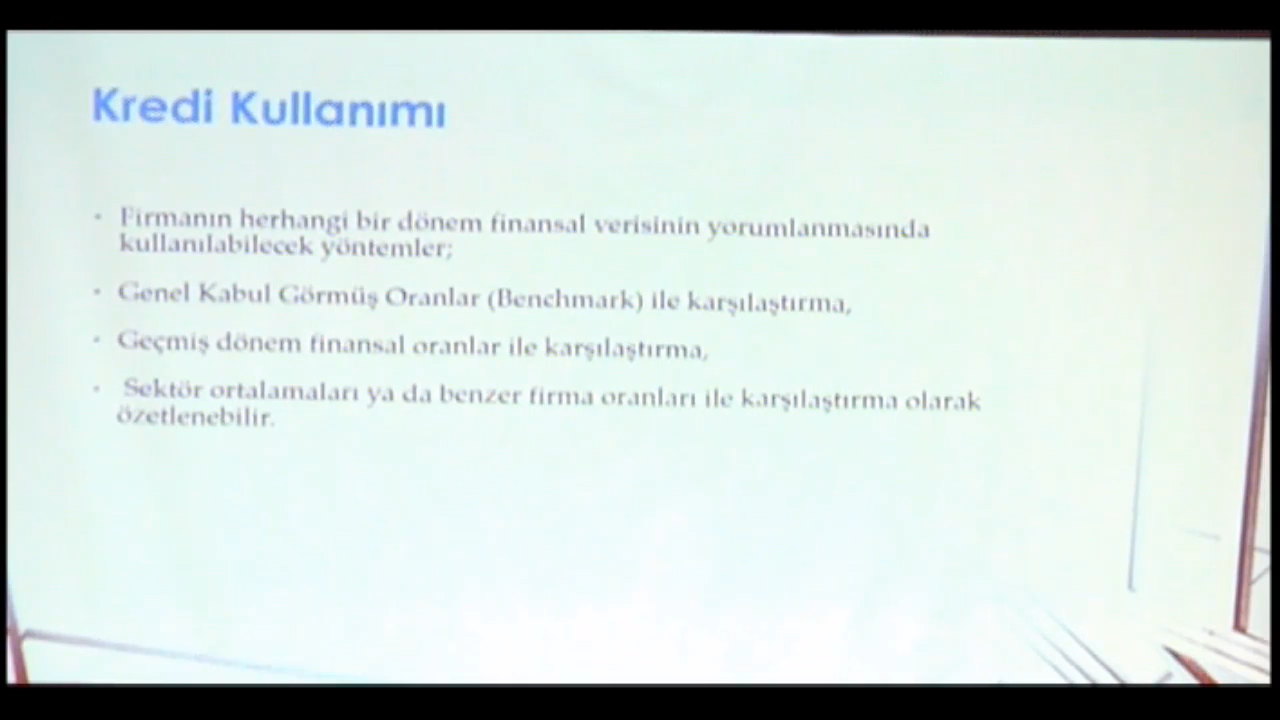 Kredi Kullanımı
• Firmanın herhangi bir dönem finansal verisinin yorumlanmasında
kullanılabilecek yöntemler;
• Genel Kabul Görmüş Oranlar (Benchmark) ile karşılaştırma,
• Geçmiş dönem finansal oranlar ile karşılaştırma,
• Sektör ortalamaları ya da benzer firma oranları ile karşılaştırma olarak
özetlenebilir.